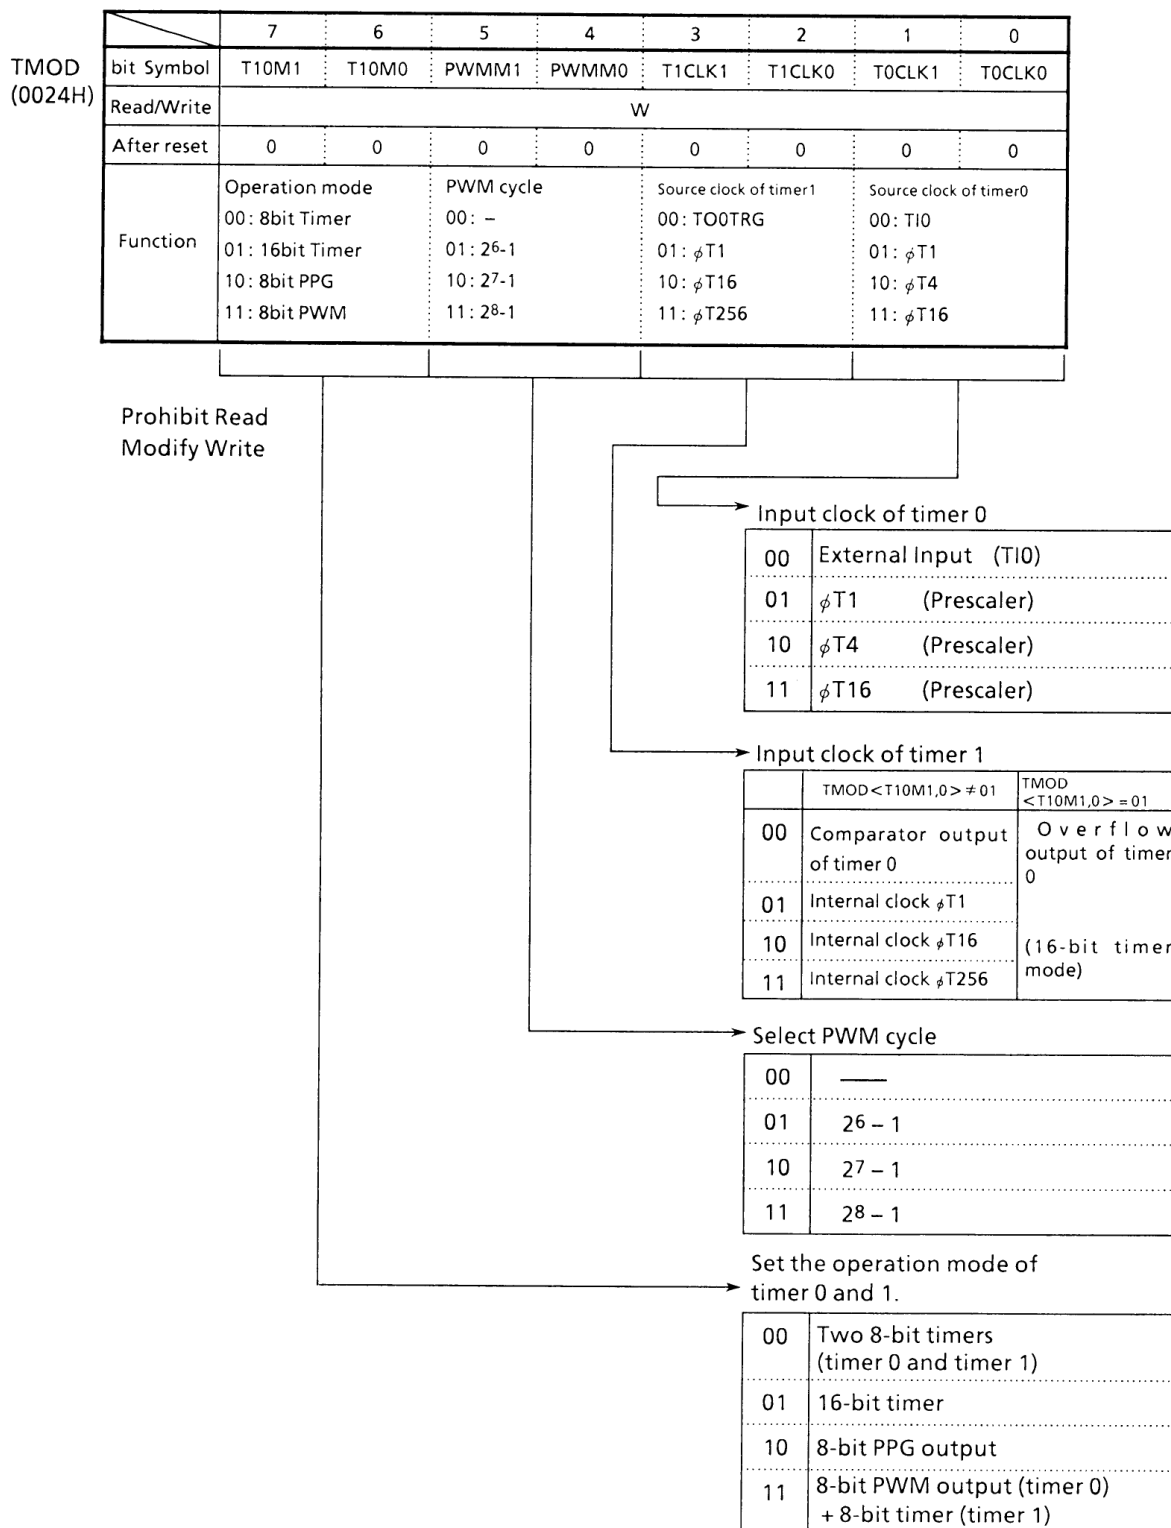 7 6 5 4 3 2 1 0
TMOD
(0024H)
bit Symbol T10M1 T10M0 PWMM1 PWMM0 T1CLK1 T1CLK0 T0CLK1 T0CLK0
Read/Write W
After reset 0 0 0 0 0 0 0 0
Function
Operation mode
00: 8bit Timer
01: 16bit Timer
10: 8bit PPG
11: 8bit PWM
PWM cycle
00: –
01: 2⁶-1
10: 2⁷-1
11: 2⁸-1
Source clock of timer1
00: TO0TRG
01: ϕT1
10: ϕT16
11: ϕT256
Source clock of timer0
00: TI0
01: ϕT1
10: ϕT4
11: ϕT16
Prohibit Read
Modify Write
Input clock of timer 0
00 External Input (TI0)
01 ϕT1 (Prescaler)
10 ϕT4 (Prescaler)
11 ϕT16 (Prescaler)
Input clock of timer 1
TMOD<T10M1,0> ≠ 01
TMOD
<T10M1,0> = 01
00 Comparator output
of timer 0
01 Internal clock ϕT1
10 Internal clock ϕT16
11 Internal clock ϕT256
Overflow
output of timer
0
(16-bit timer
mode)
Select PWM cycle
00 ——
01 2⁶ – 1
10 2⁷ – 1
11 2⁸ – 1
Set the operation mode of
timer 0 and 1.
00 Two 8-bit timers
(timer 0 and timer 1)
01 16-bit timer
10 8-bit PPG output
11 8-bit PWM output (timer 0)
+ 8-bit timer (timer 1)